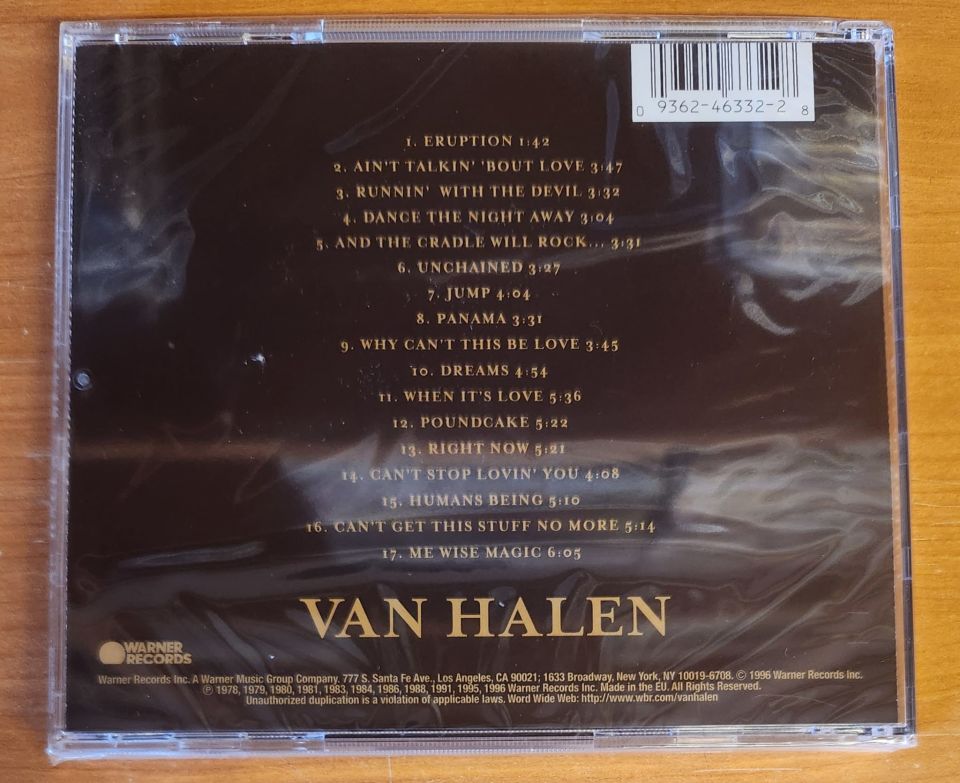 0 9362-46332-2 8
1. ERUPTION 1:42
2. AIN'T TALKIN' 'BOUT LOVE 3:47
3. RUNNIN' WITH THE DEVIL 3:32
4. DANCE THE NIGHT AWAY 3:04
5. AND THE CRADLE WILL ROCK... 3:31
6. UNCHAINED 3:27
7. JUMP 4:04
8. PANAMA 3:31
9. WHY CAN'T THIS BE LOVE 3:45
10. DREAMS 4:54
11. WHEN IT'S LOVE 5:36
12. POUNDCAKE 5:22
13. RIGHT NOW 5:21
14. CAN'T STOP LOVIN' YOU 4:08
15. HUMANS BEING 5:10
16. CAN'T GET THIS STUFF NO MORE 5:14
17. ME WISE MAGIC 6:05
VAN HALEN
WARNER
RECORDS
Warner Records Inc. A Warner Music Group Company. 777 S. Santa Fe Ave., Los Angeles, CA 90021; 1633 Broadway, New York, NY 10019-6708. © 1996 Warner Records Inc.
℗ 1978, 1979, 1980, 1981, 1983, 1984, 1986, 1988, 1991, 1995, 1996 Warner Records Inc. Made in the EU. All Rights Reserved.
Unauthorized duplication is a violation of applicable laws. Word Wide Web: http://www.wbr.com/vanhalen